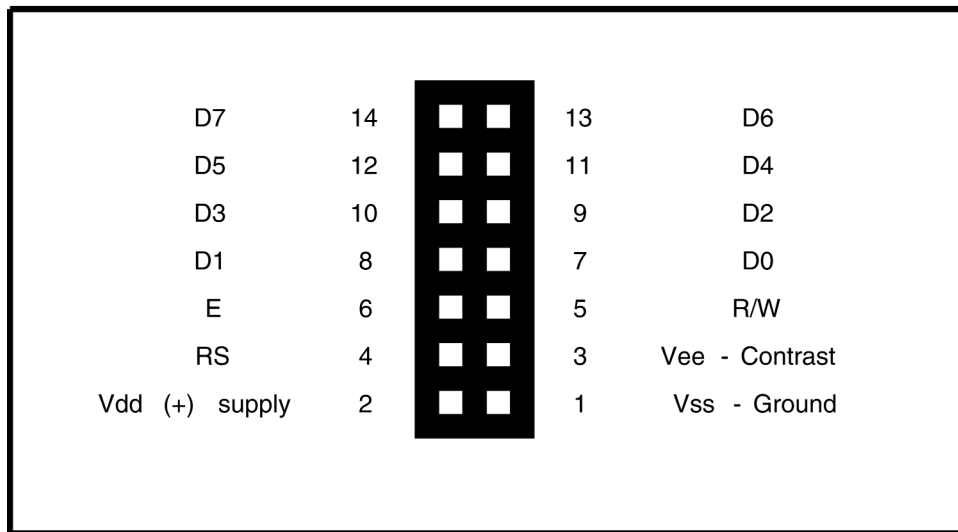 D7 14 13 D6
D5 12 11 D4
D3 10 9 D2
D1 8 7 D0
E 6 5 R/W
RS 4 3 Vee - Contrast
Vdd (+) supply 2 1 Vss - Ground